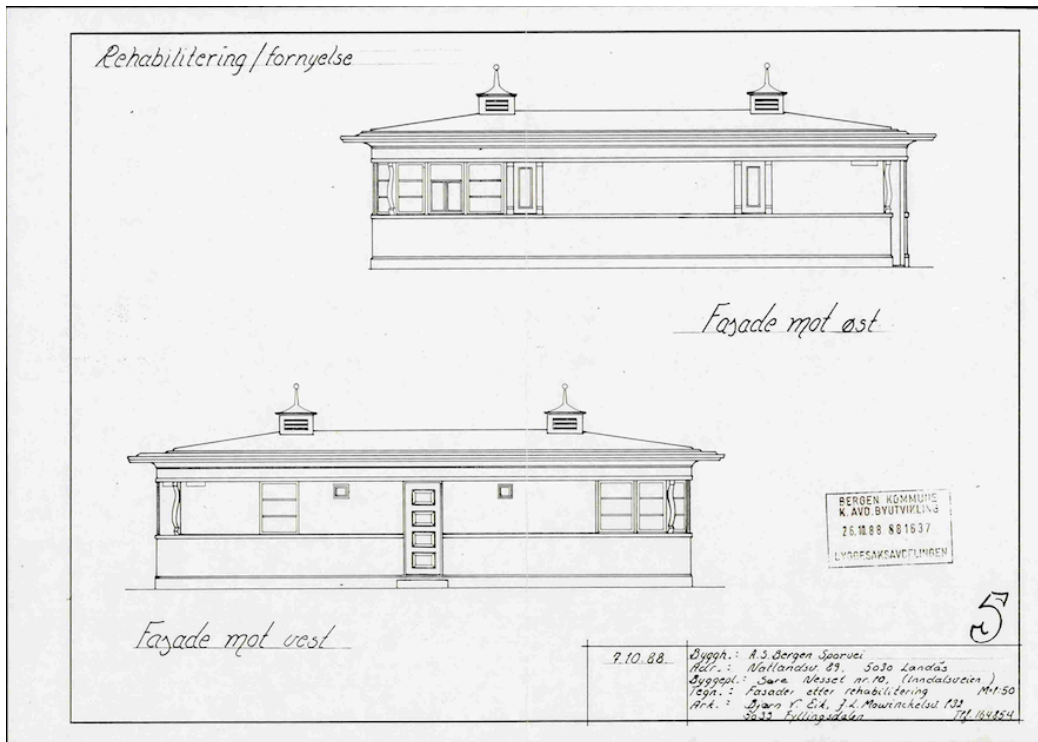 Rehabilitering/fornyelse
Fasade mot øst
Fasade mot vest
BERGEN KOMMUNE
K. AVD. BYUTVIKLING
26.10.88 881637
BYGGESAKSAVDELINGEN
5
7.10.88.
Byggh.: A.S. Bergen Sporvei
Adr.: Natlandsv. 89, 5030 Landås
Byggepl.: Søre Nesset nr. 10, (Inndalsveien)
Tegn.: Fasader etter rehabilitering M=1:50
Ark.: Bjørn V. Eik, J.L. Mowinckelsv.
5033 Fyllingsdalen Tlf. 164854